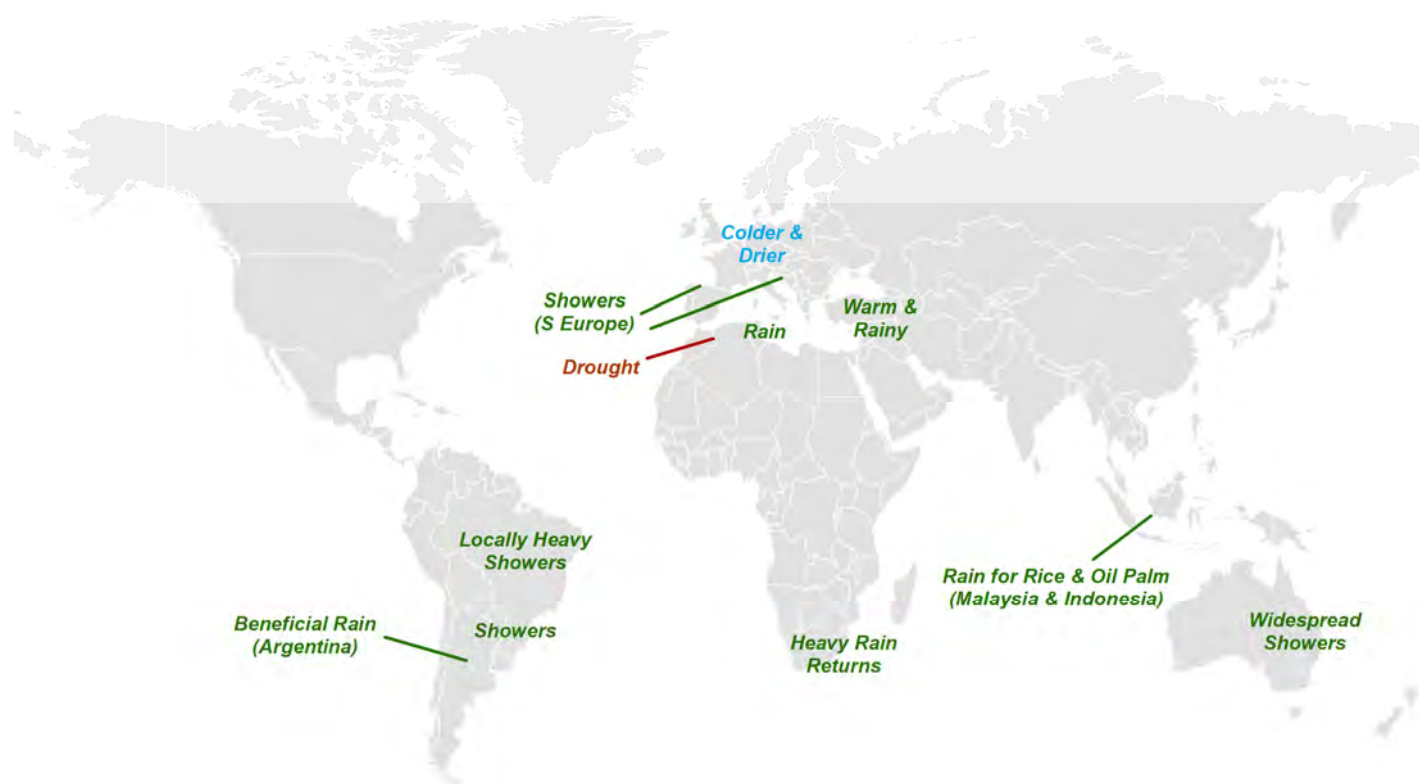 Colder &
Drier
Showers
(S Europe)
Warm &
Rainy
Rain
Drought
Locally Heavy
Showers
Rain for Rice & Oil Palm
(Malaysia & Indonesia)
Beneficial Rain
(Argentina)
Showers
Widespread
Showers
Heavy Rain
Returns